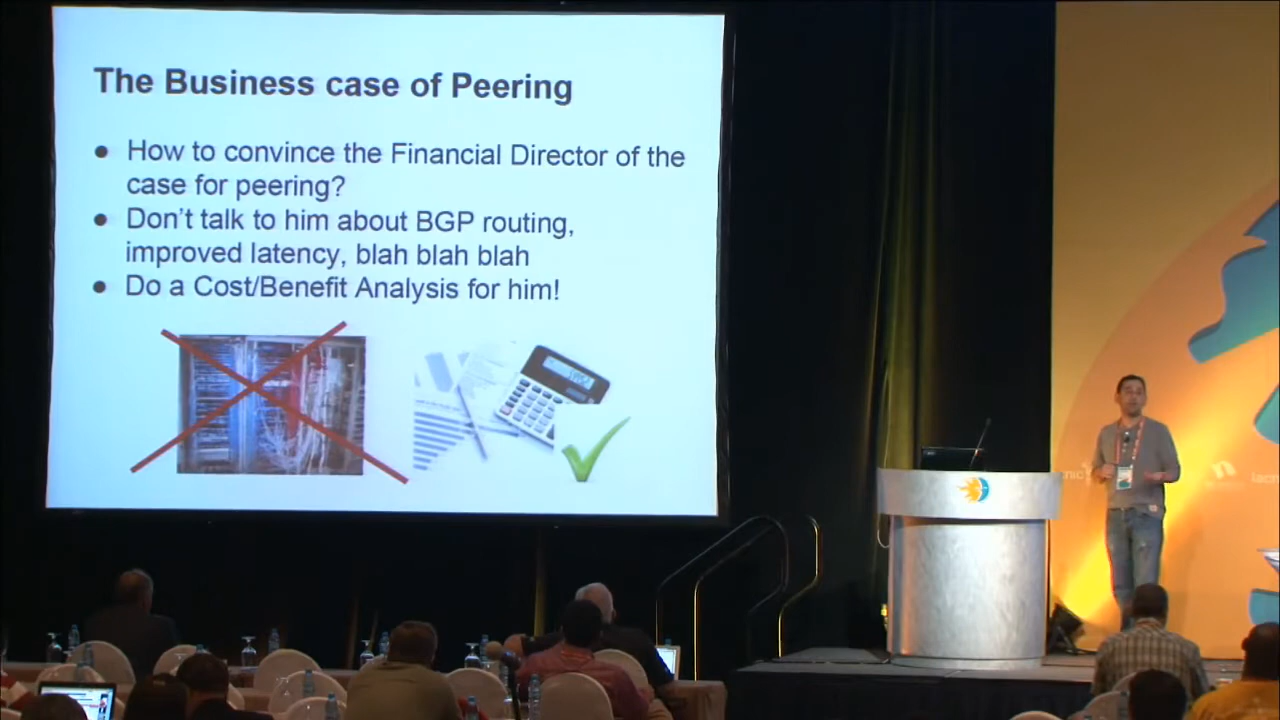 The Business case of Peering
● How to convince the Financial Director of the
case for peering?
● Don't talk to him about BGP routing,
improved latency, blah blah blah
● Do a Cost/Benefit Analysis for him!